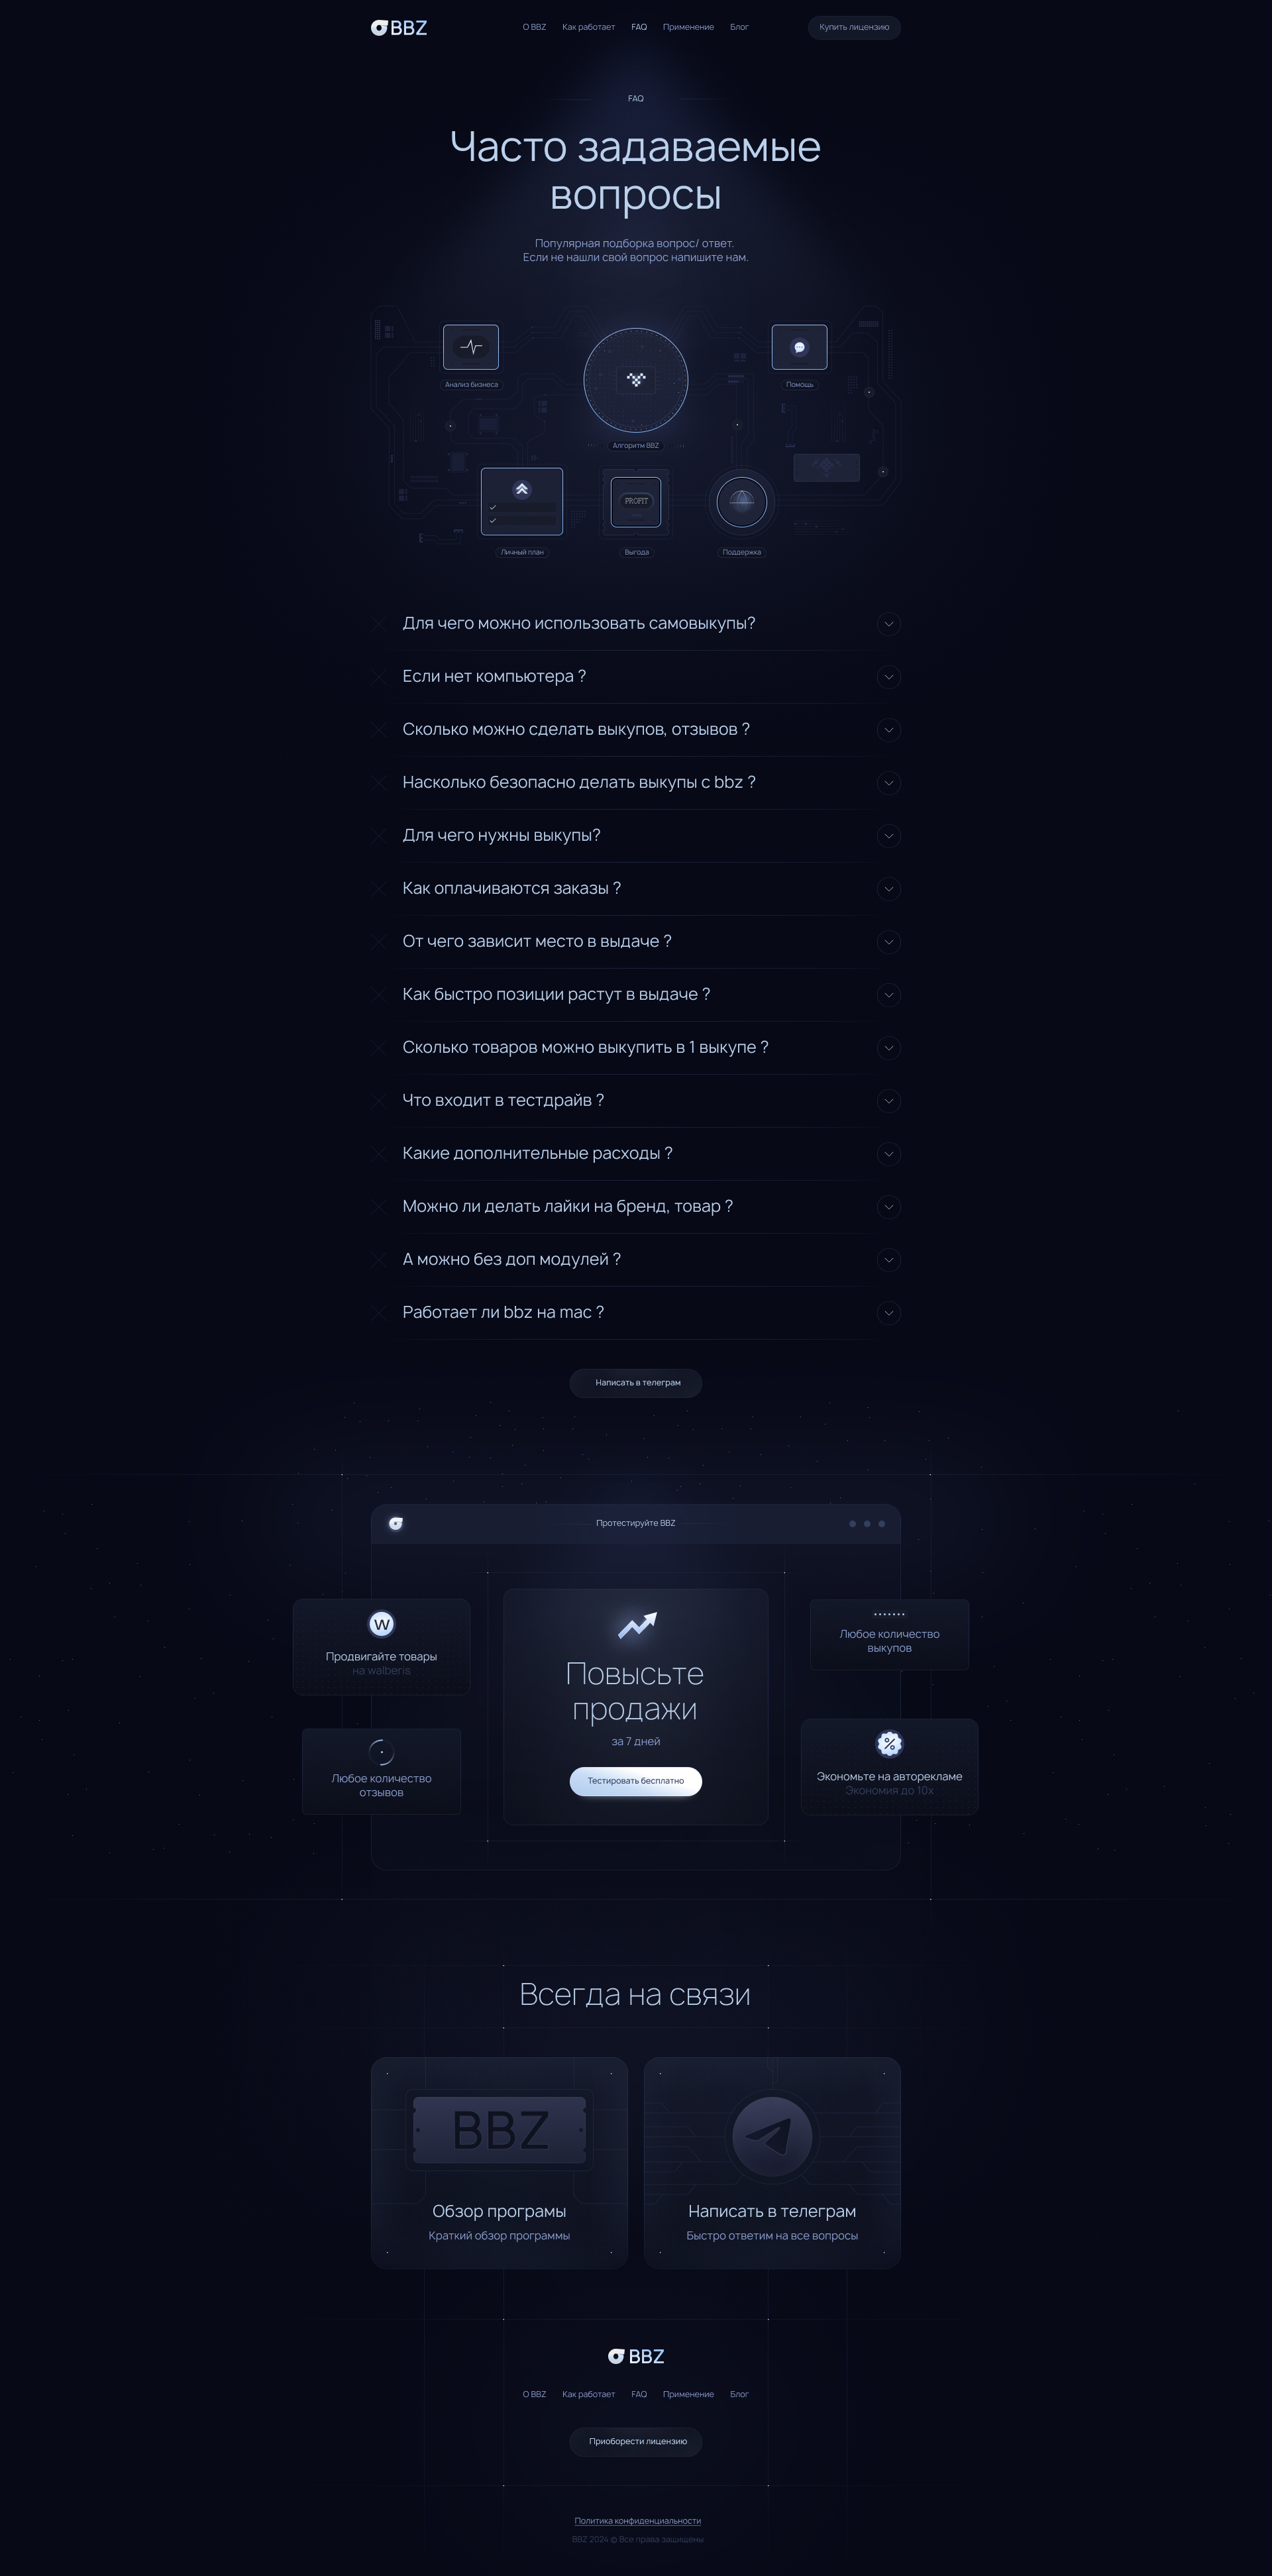 BBZ
О BBZ
Как работает
FAQ
Применение
Блог
Купить лицензию
FAQ
Часто задаваемые
вопросы
Популярная подборка вопрос/ ответ.
Если не нашли свой вопрос напишите нам.
Анализ бизнеса
Помощь
Алгоритм BBZ
PROFIT
Личный план
Выгода
Поддержка
Для чего можно использовать самовыкупы?
Если нет компьютера ?
Сколько можно сделать выкупов, отзывов ?
Насколько безопасно делать выкупы с bbz ?
Для чего нужны выкупы?
Как оплачиваются заказы ?
От чего зависит место в выдаче ?
Как быстро позиции растут в выдаче ?
Сколько товаров можно выкупить в 1 выкупе ?
Что входит в тестдрайв ?
Какие дополнительные расходы ?
Можно ли делать лайки на бренд, товар ?
А можно без доп модулей ?
Работает ли bbz на mac ?
Написать в телеграм
Протестируйте BBZ
W
Продвигайте товары
на walberis
Любое количество
выкупов
Повысьте
продажи
за 7 дней
Тестировать бесплатно
Любое количество
отзывов
Экономьте на авторекламе
Экономия до 10х
Всегда на связи
BBZ
Обзор програмы
Краткий обзор программы
Написать в телеграм
Быстро ответим на все вопросы
BBZ
О BBZ
Как работает
FAQ
Применение
Блог
Приоборести лицензию
Политика конфиденциальности
BBZ 2024 © Все права защищены